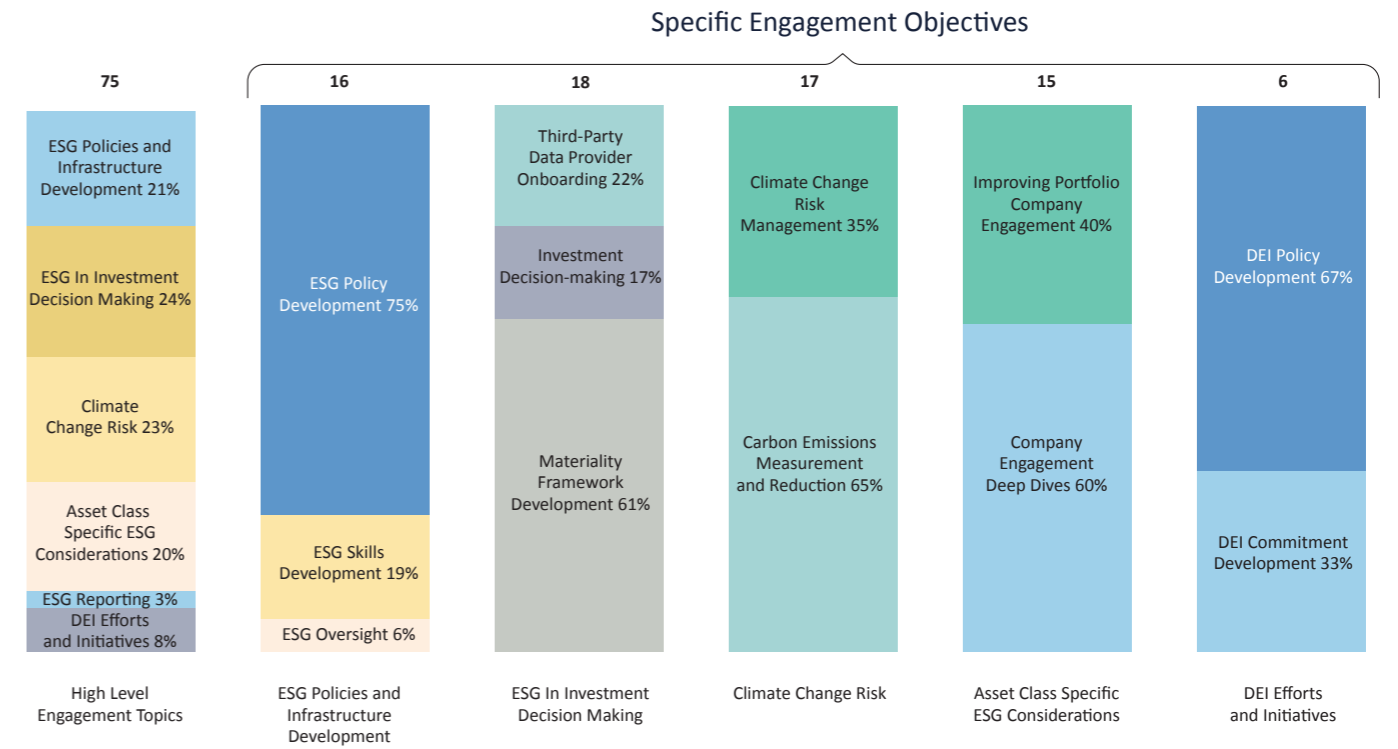 Specific Engagement Objectives
75
16
18
17
15
6
ESG Policies and
Infrastructure
Development 21%
ESG In Investment
Decision Making 24%
Climate
Change Risk 23%
Asset Class
Specific ESG
Considerations 20%
ESG Reporting 3%
DEI Efforts
and Initiatives 8%
ESG Policy
Development 75%
ESG Skills
Development 19%
ESG Oversight 6%
Third-Party
Data Provider
Onboarding 22%
Investment
Decision-making 17%
Materiality
Framework
Development 61%
Climate Change
Risk
Management 35%
Carbon Emissions
Measurement
and Reduction 65%
Improving Portfolio
Company
Engagement 40%
Company
Engagement
Deep Dives 60%
DEI Policy
Development 67%
DEI Commitment
Development 33%
High Level
Engagement Topics
ESG Policies and
Infrastructure
Development
ESG In Investment
Decision Making
Climate Change Risk
Asset Class Specific
ESG Considerations
DEI Efforts
and Initiatives